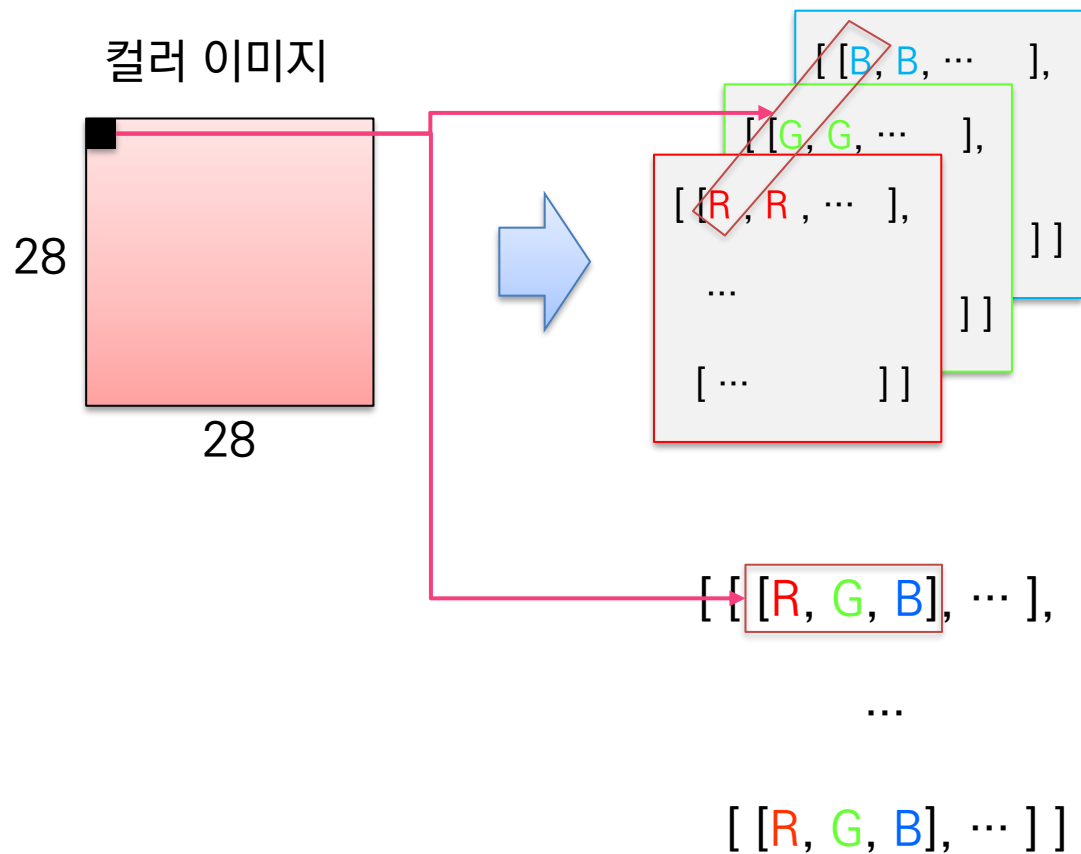 컬러 이미지
28
28
[ [B, B, … ],
] ]
[ [G, G, … ],
] ]
[ [R , R , … ],
…
[ … ] ]
[ [ [R, G, B], … ],
…
[ [R, G, B], … ] ]